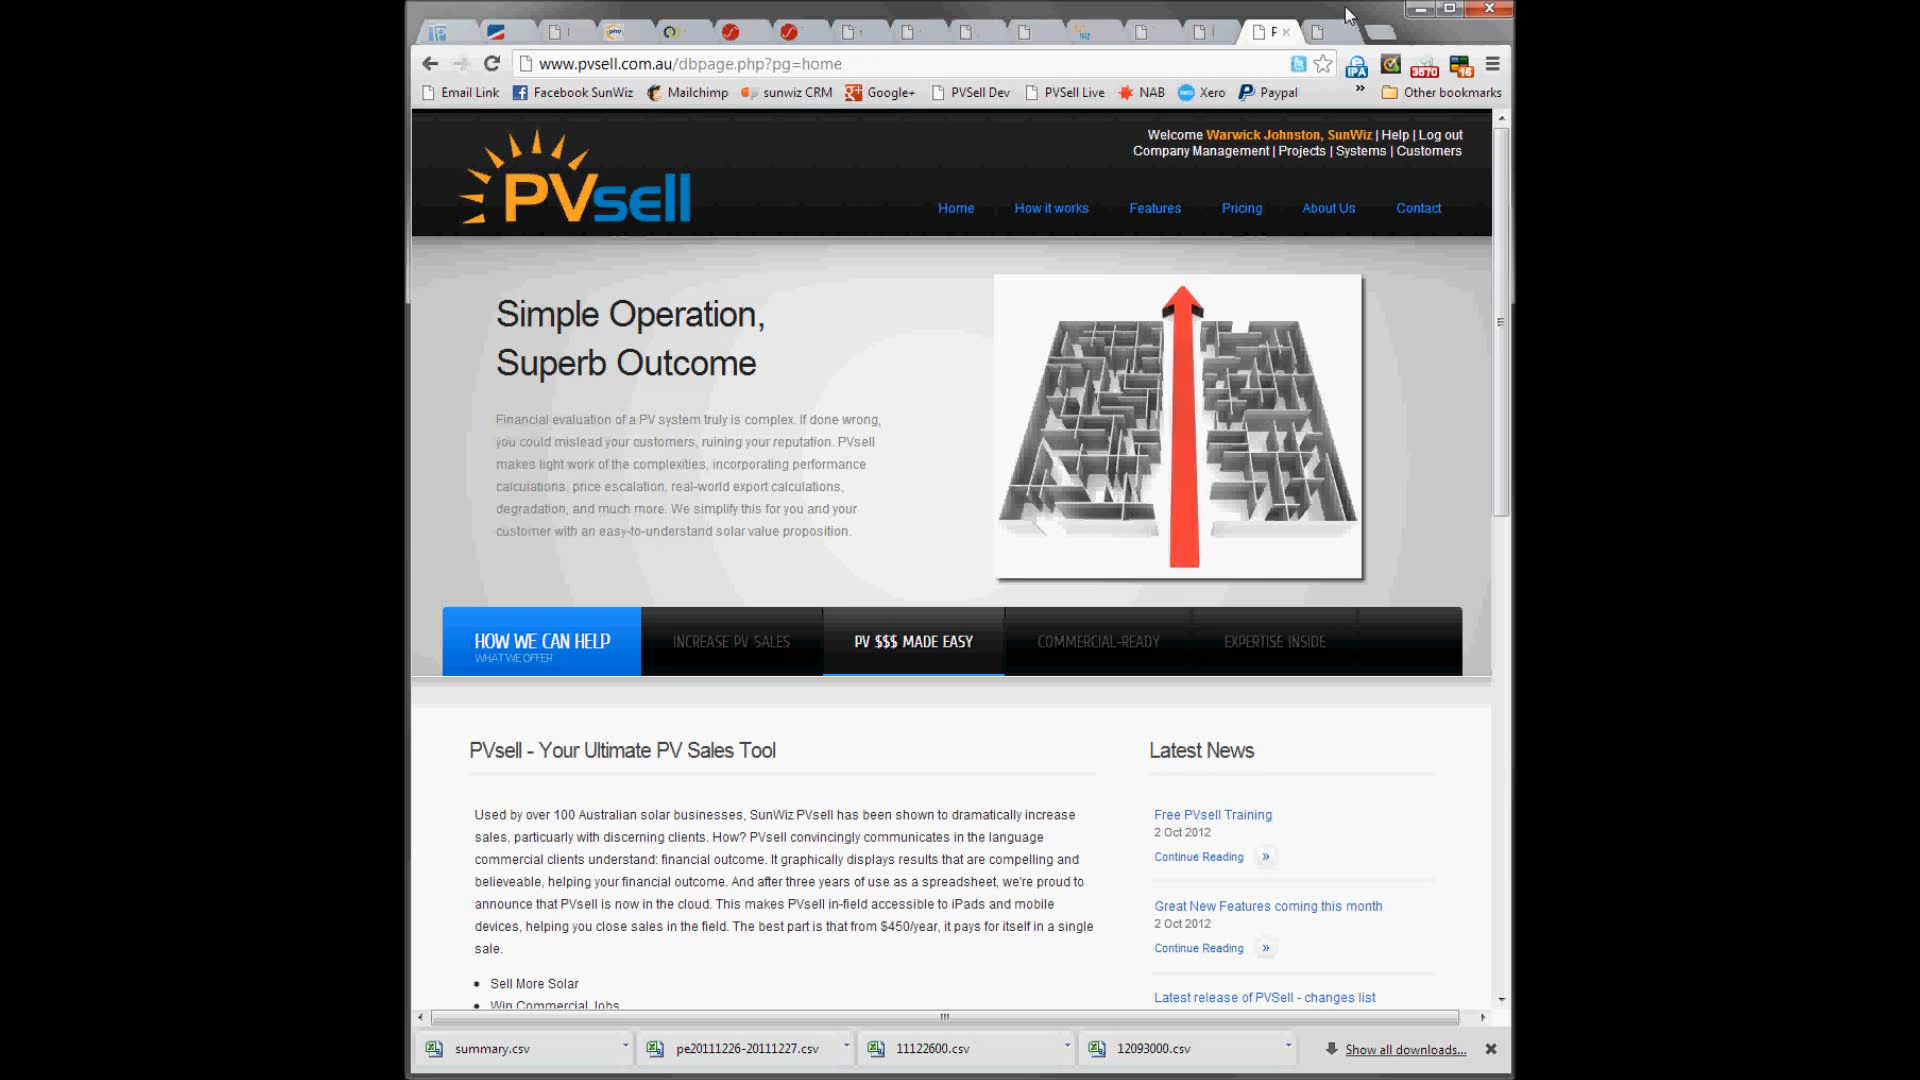 F
www.pvsell.com.au/dbpage.php?pg=home
IPA
3570
16
Email Link
Facebook SunWiz
Mailchimp
sunwiz CRM
Google+
PVSell Dev
PVSell Live
NAB
Xero
Paypal
»
Other bookmarks
PVsell
Welcome Warwick Johnston, SunWiz | Help | Log out
Company Management | Projects | Systems | Customers
Home
How it works
Features
Pricing
About Us
Contact
Simple Operation,
Superb Outcome
Financial evaluation of a PV system truly is complex. If done wrong,
you could mislead your customers, ruining your reputation. PVsell
makes light work of the complexities, incorporating performance
calculations, price escalation, real-world export calculations,
degradation, and much more. We simplify this for you and your
customer with an easy-to-understand solar value proposition.
HOW WE CAN HELP
WHAT WE OFFER
INCREASE PV SALES
PV $$$ MADE EASY
COMMERCIAL-READY
EXPERTISE INSIDE
PVsell - Your Ultimate PV Sales Tool
Used by over 100 Australian solar businesses, SunWiz PVsell has been shown to dramatically increase
sales, particuarly with discerning clients. How? PVsell convincingly communicates in the language
commercial clients understand: financial outcome. It graphically displays results that are compelling and
believeable, helping your financial outcome. And after three years of use as a spreadsheet, we're proud to
announce that PVsell is now in the cloud. This makes PVsell in-field accessible to iPads and mobile
devices, helping you close sales in the field. The best part is that from $450/year, it pays for itself in a single
sale.
Sell More Solar
Win Commercial Jobs
Latest News
Free PVsell Training
2 Oct 2012
Continue Reading »
Great New Features coming this month
2 Oct 2012
Continue Reading »
Latest release of PVSell - changes list
summary.csv
pe20111226-20111227.csv
11122600.csv
12093000.csv
Show all downloads...